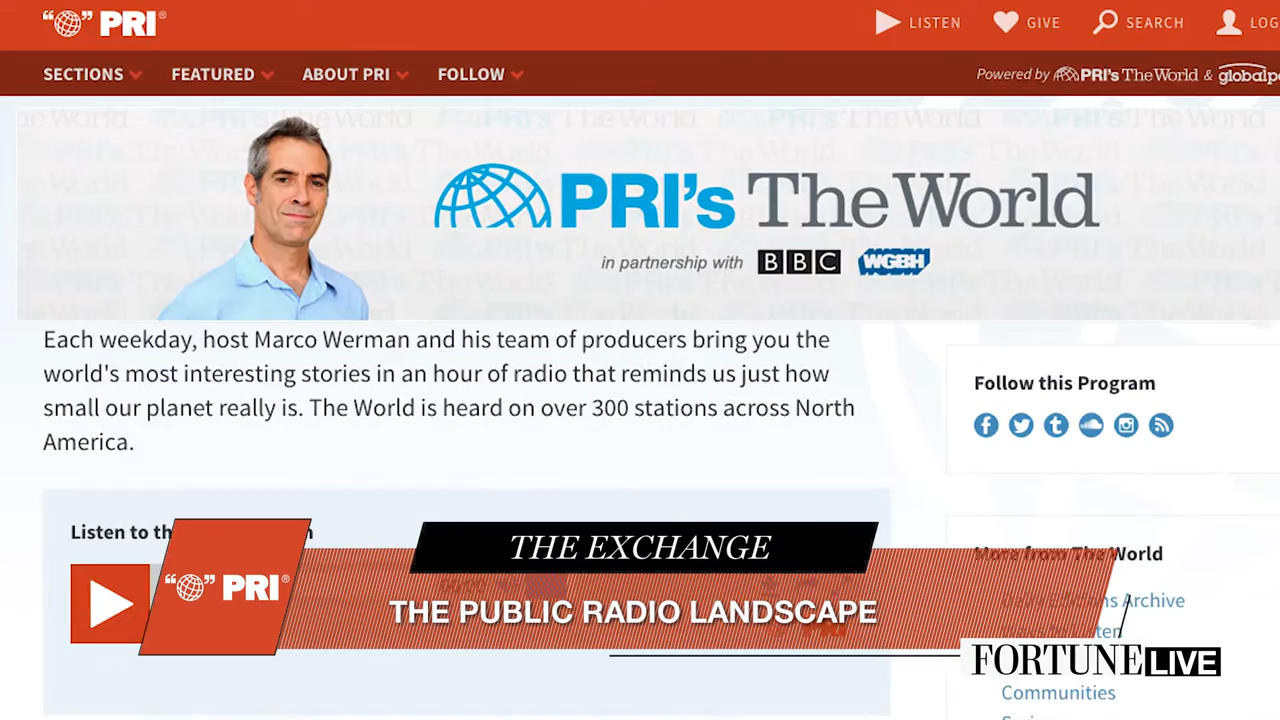 “ ” PRI®
LISTEN
GIVE
SEARCH
LOG
SECTIONS
FEATURED
ABOUT PRI
FOLLOW
Powered by PRI's The World & globalpo
PRI's The World
in partnership with BBC WGBH
Each weekday, host Marco Werman and his team of producers bring you the
world's most interesting stories in an hour of radio that reminds us just how
small our planet really is. The World is heard on over 300 stations across North
America.
Follow this Program
Listen to th
More from The World
THE EXCHANGE
“ ” PRI®
THE PUBLIC RADIO LANDSCAPE
Archive
FORTUNE LIVE
Communities